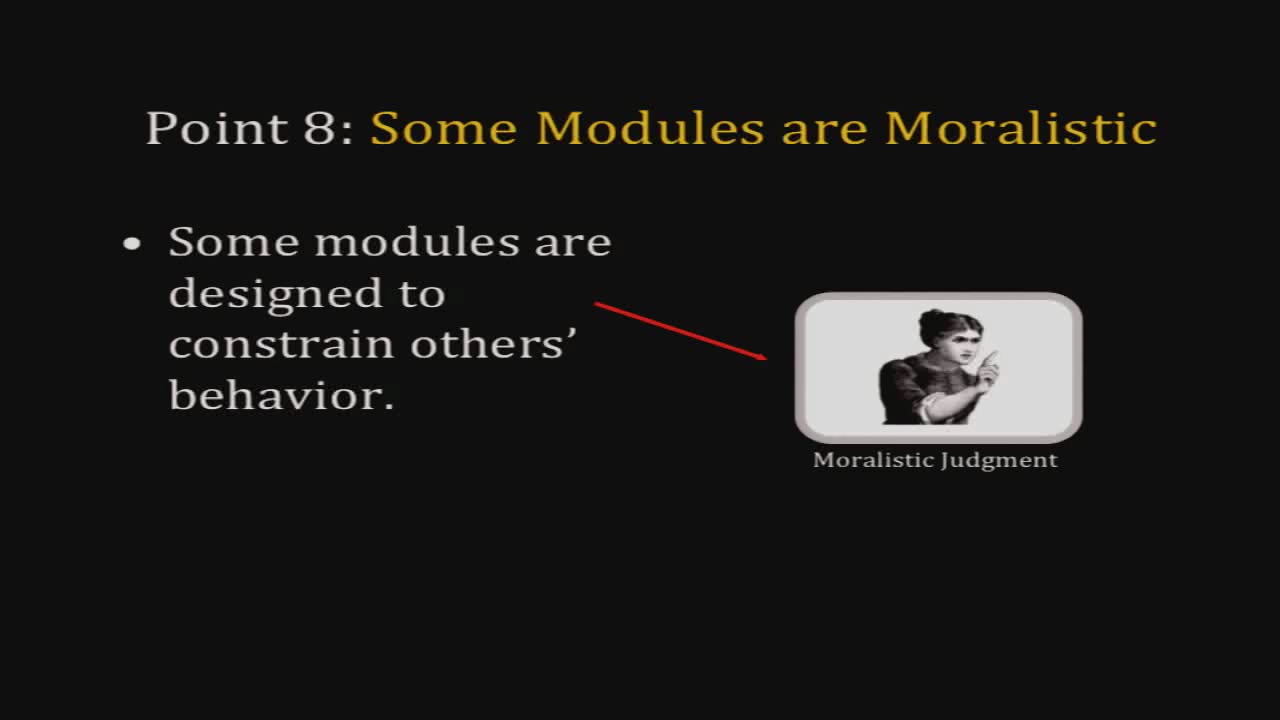 Point 8: Some Modules are Moralistic
• Some modules are
designed to
constrain others’
behavior.
Moralistic Judgment